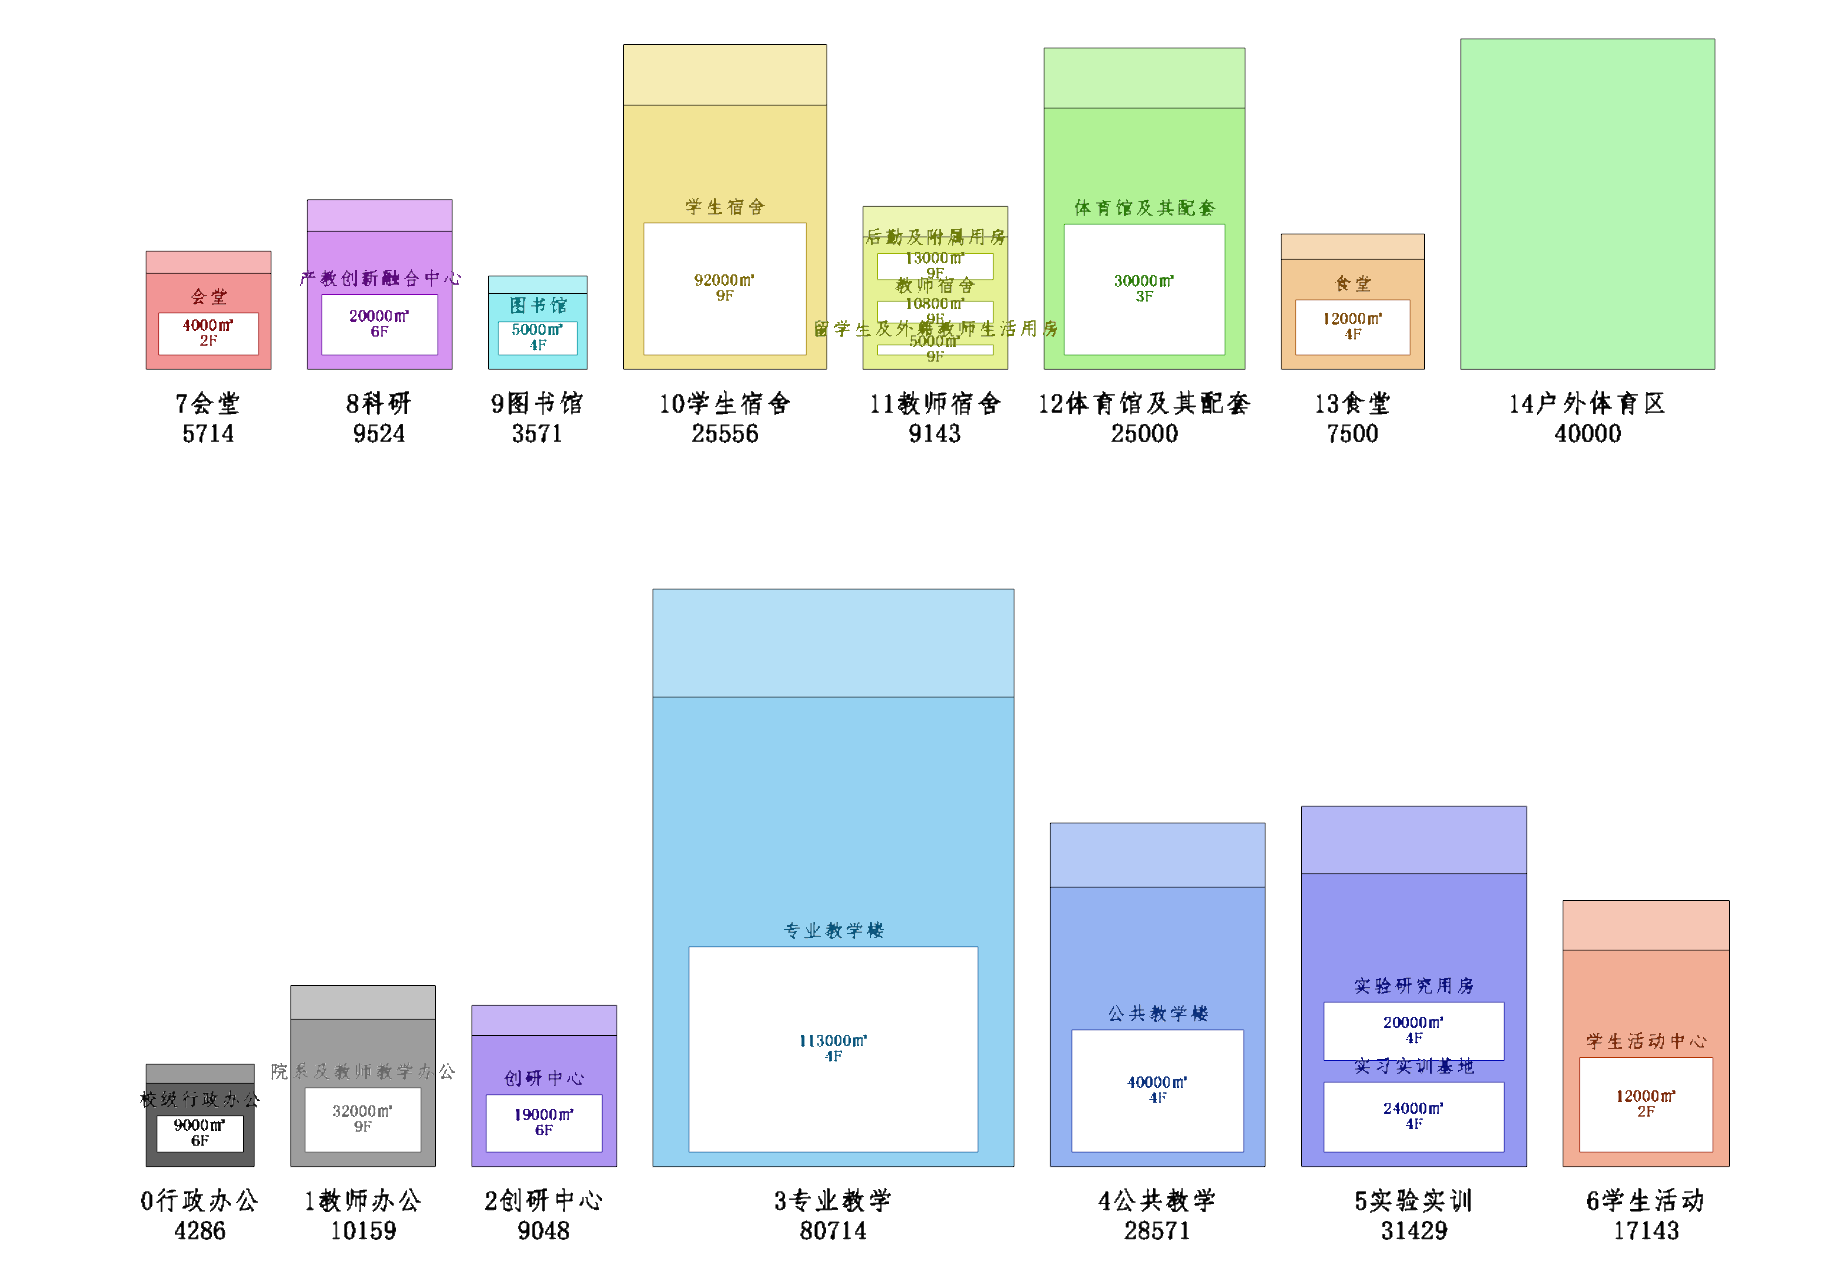 学生宿舍
92000㎡
9F
后勤及附属用房
13000㎡
9F
教师宿舍
10800㎡
9F
留学生及外籍教师生活用房
5000㎡
9F
体育馆及其配套
30000㎡
3F
产教创新融合中心
20000㎡
6F
会堂
4000㎡
2F
图书馆
5000㎡
4F
食堂
12000㎡
4F
7会堂
5714
8科研
9524
9图书馆
3571
10学生宿舍
25556
11教师宿舍
9143
12体育馆及其配套
25000
13食堂
7500
14户外体育区
40000
专业教学楼
113000㎡
4F
公共教学楼
40000㎡
4F
实验研究用房
20000㎡
4F
实习实训基地
24000㎡
4F
学生活动中心
12000㎡
2F
校级行政办公
9000㎡
6F
院系及教师教学办公
32000㎡
9F
创研中心
19000㎡
6F
0行政办公
4286
1教师办公
10159
2创研中心
9048
3专业教学
80714
4公共教学
28571
5实验实训
31429
6学生活动
17143